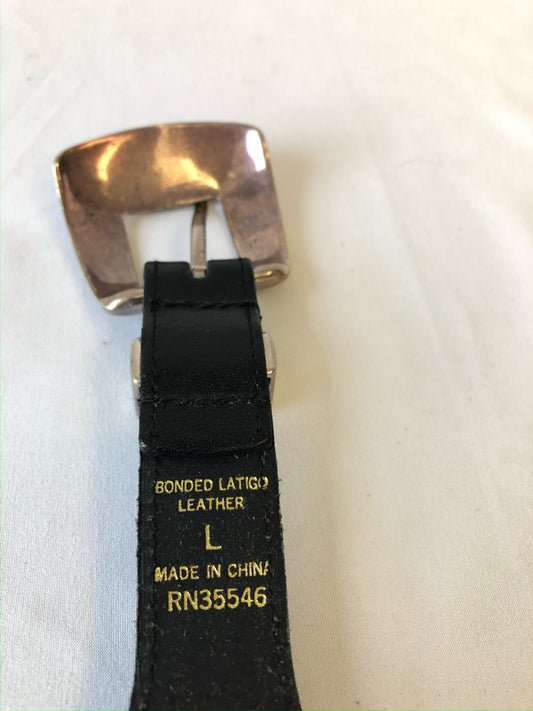 BONDED LATIGO
LEATHER
L
MADE IN CHINA
RN35546